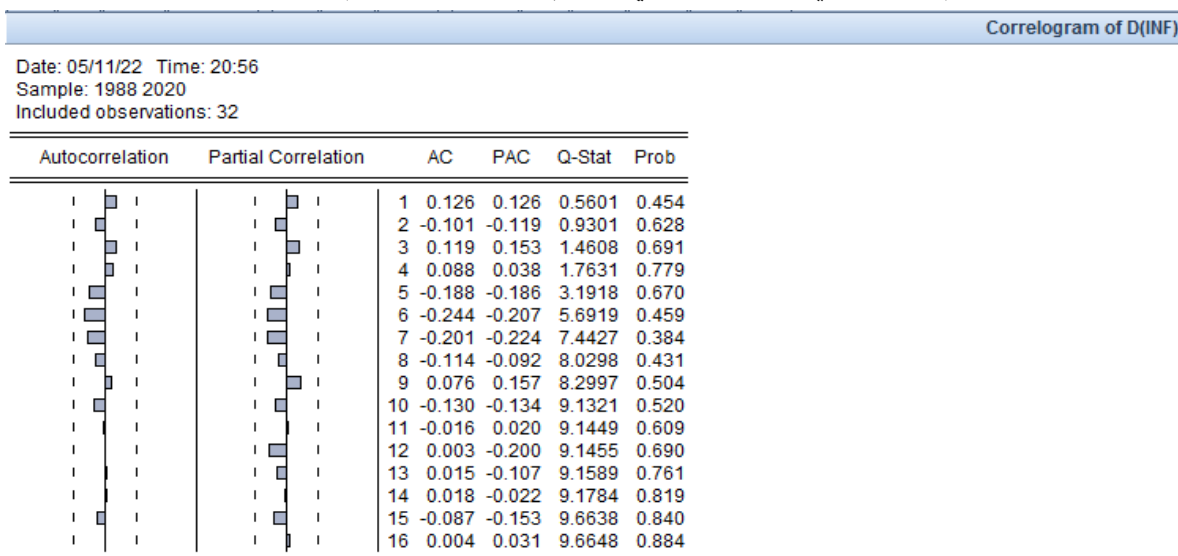 Correlogram of D(INF)
Date: 05/11/22 Time: 20:56
Sample: 1988 2020
Included observations: 32
Autocorrelation Partial Correlation AC PAC Q-Stat Prob
1 0.126 0.126 0.5601 0.454
2 -0.101 -0.119 0.9301 0.628
3 0.119 0.153 1.4608 0.691
4 0.088 0.038 1.7631 0.779
5 -0.188 -0.186 3.1918 0.670
6 -0.244 -0.207 5.6919 0.459
7 -0.201 -0.224 7.4427 0.384
8 -0.114 -0.092 8.0298 0.431
9 0.076 0.157 8.2997 0.504
10 -0.130 -0.134 9.1321 0.520
11 -0.016 0.020 9.1449 0.609
12 0.003 -0.200 9.1455 0.690
13 0.015 -0.107 9.1589 0.761
14 0.018 -0.022 9.1784 0.819
15 -0.087 -0.153 9.6638 0.840
16 0.004 0.031 9.6648 0.884